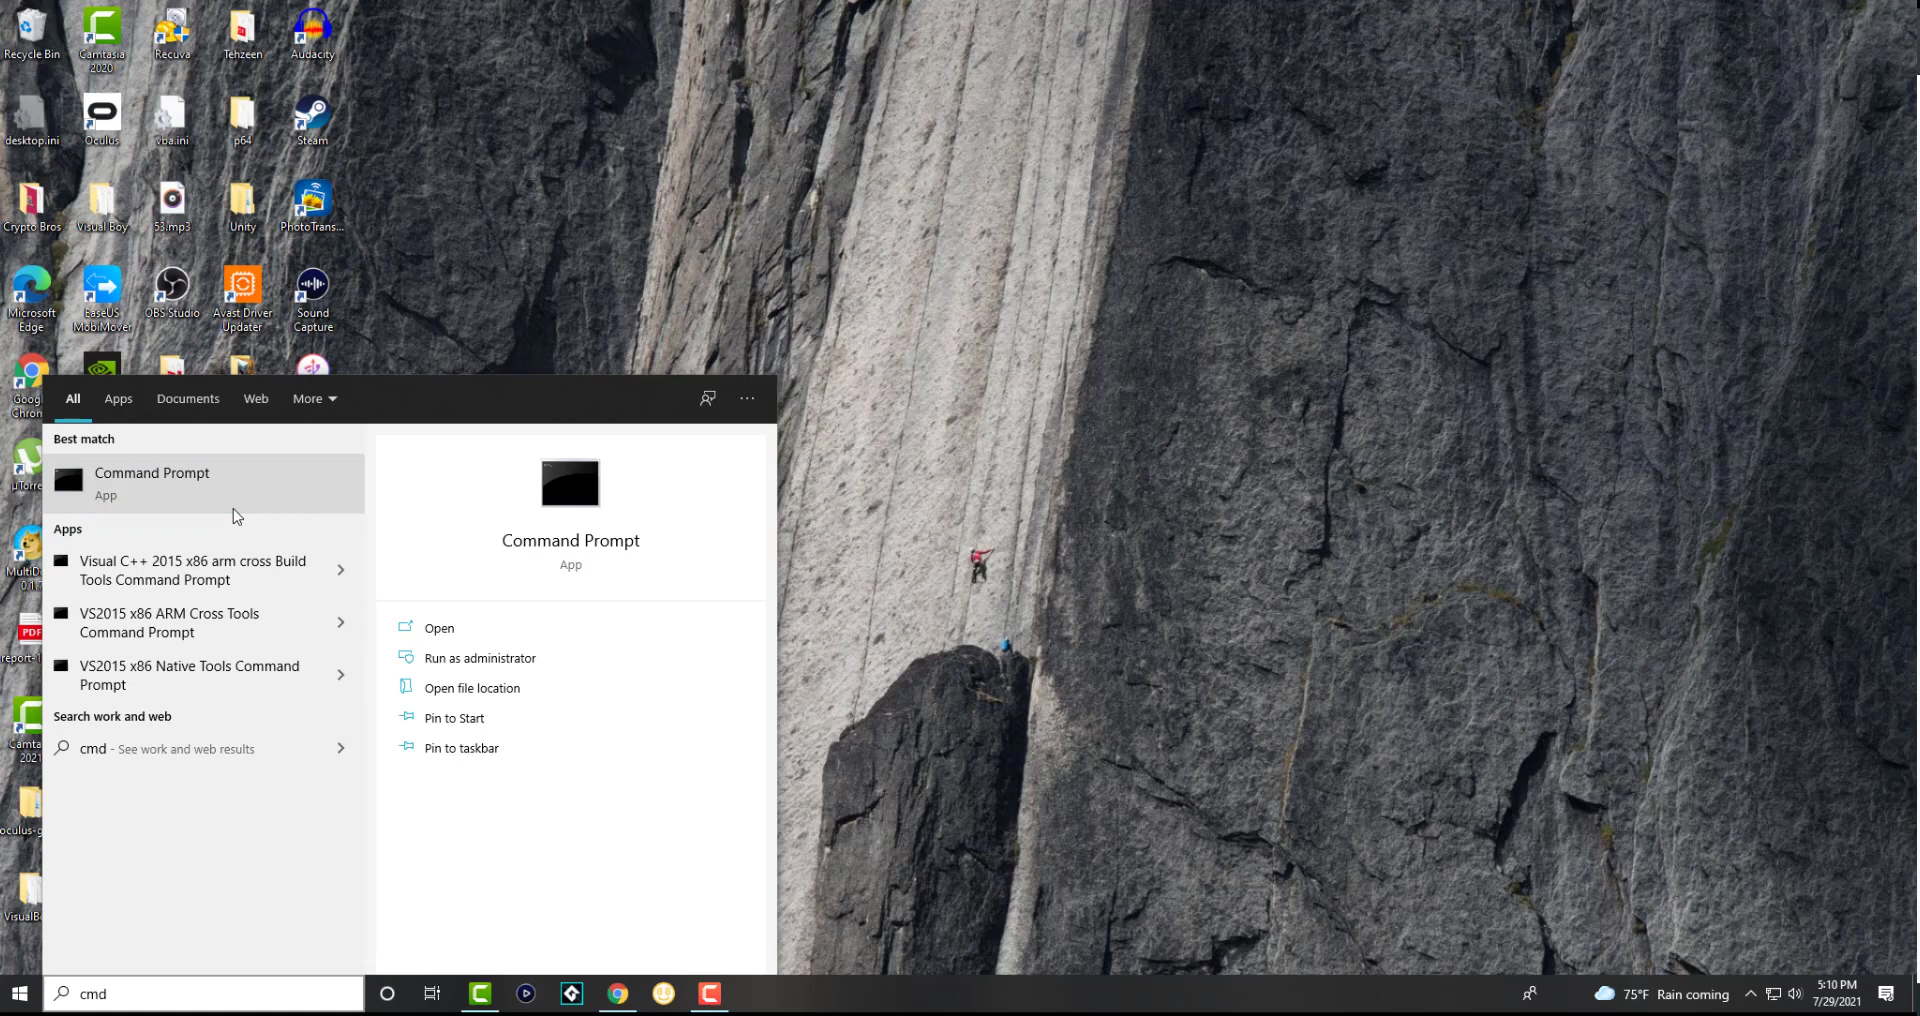 Recycle Bin
Camtasia
2020
Recuva
Tehzeen
Audacity
desktop.ini
Oculus
vba.ini
p64
Steam
Crypto Bros
Visual Boy
53.mp3
Unity
PhotoTrans...
Microsoft
Edge
EaseUS
MobiMover
OBS Studio
Avast Driver
Updater
Sound
Capture
All
Apps
Documents
Web
More
Best match
Command Prompt
App
Apps
Visual C++ 2015 x86 arm cross Build
Tools Command Prompt
VS2015 x86 ARM Cross Tools
Command Prompt
VS2015 x86 Native Tools Command
Prompt
Search work and web
cmd - See work and web results
Command Prompt
App
Open
Run as administrator
Open file location
Pin to Start
Pin to taskbar
PDF
cmd
75°F Rain coming
5:10 PM
7/29/2021